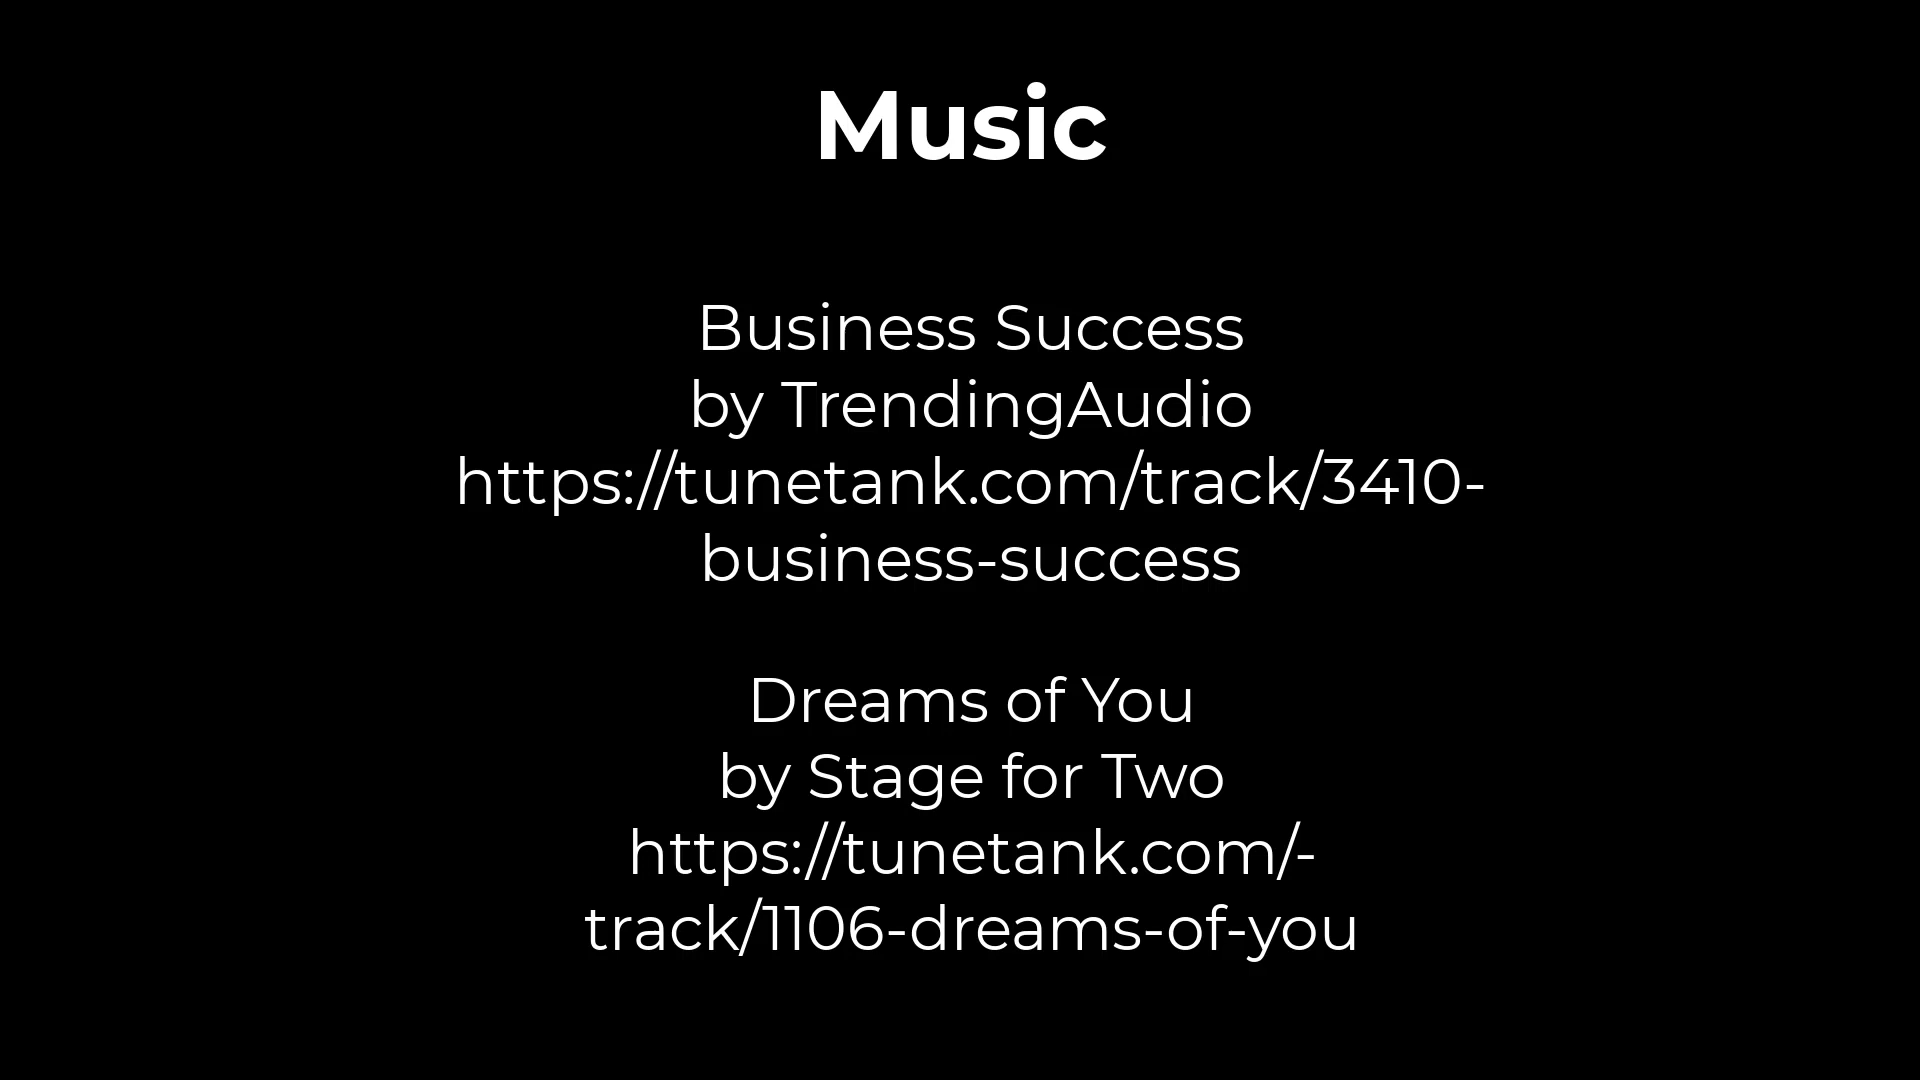 Music
Business Success
by TrendingAudio
https://tunetank.com/track/3410-
business-success
Dreams of You
by Stage for Two
https://tunetank.com/-
track/1106-dreams-of-you